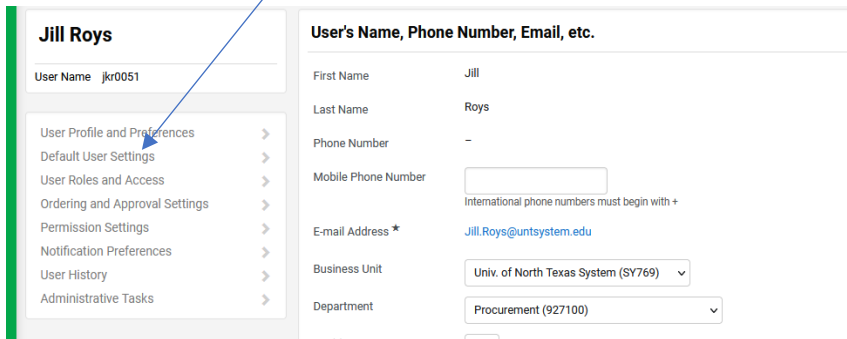 Jill Roys
User Name jkr0051
User Profile and Preferences
Default User Settings
User Roles and Access
Ordering and Approval Settings
Permission Settings
Notification Preferences
User History
Administrative Tasks
User's Name, Phone Number, Email, etc.
First Name Jill
Last Name Roys
Phone Number –
Mobile Phone Number
International phone numbers must begin with +
E-mail Address ★ Jill.Roys@untsystem.edu
Business Unit Univ. of North Texas System (SY769)
Department Procurement (927100)